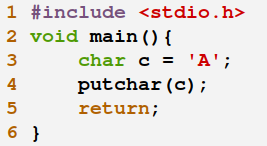 1 #include <stdio.h>
2 void main(){
3     char c = 'A';
4     putchar(c);
5     return;
6 }